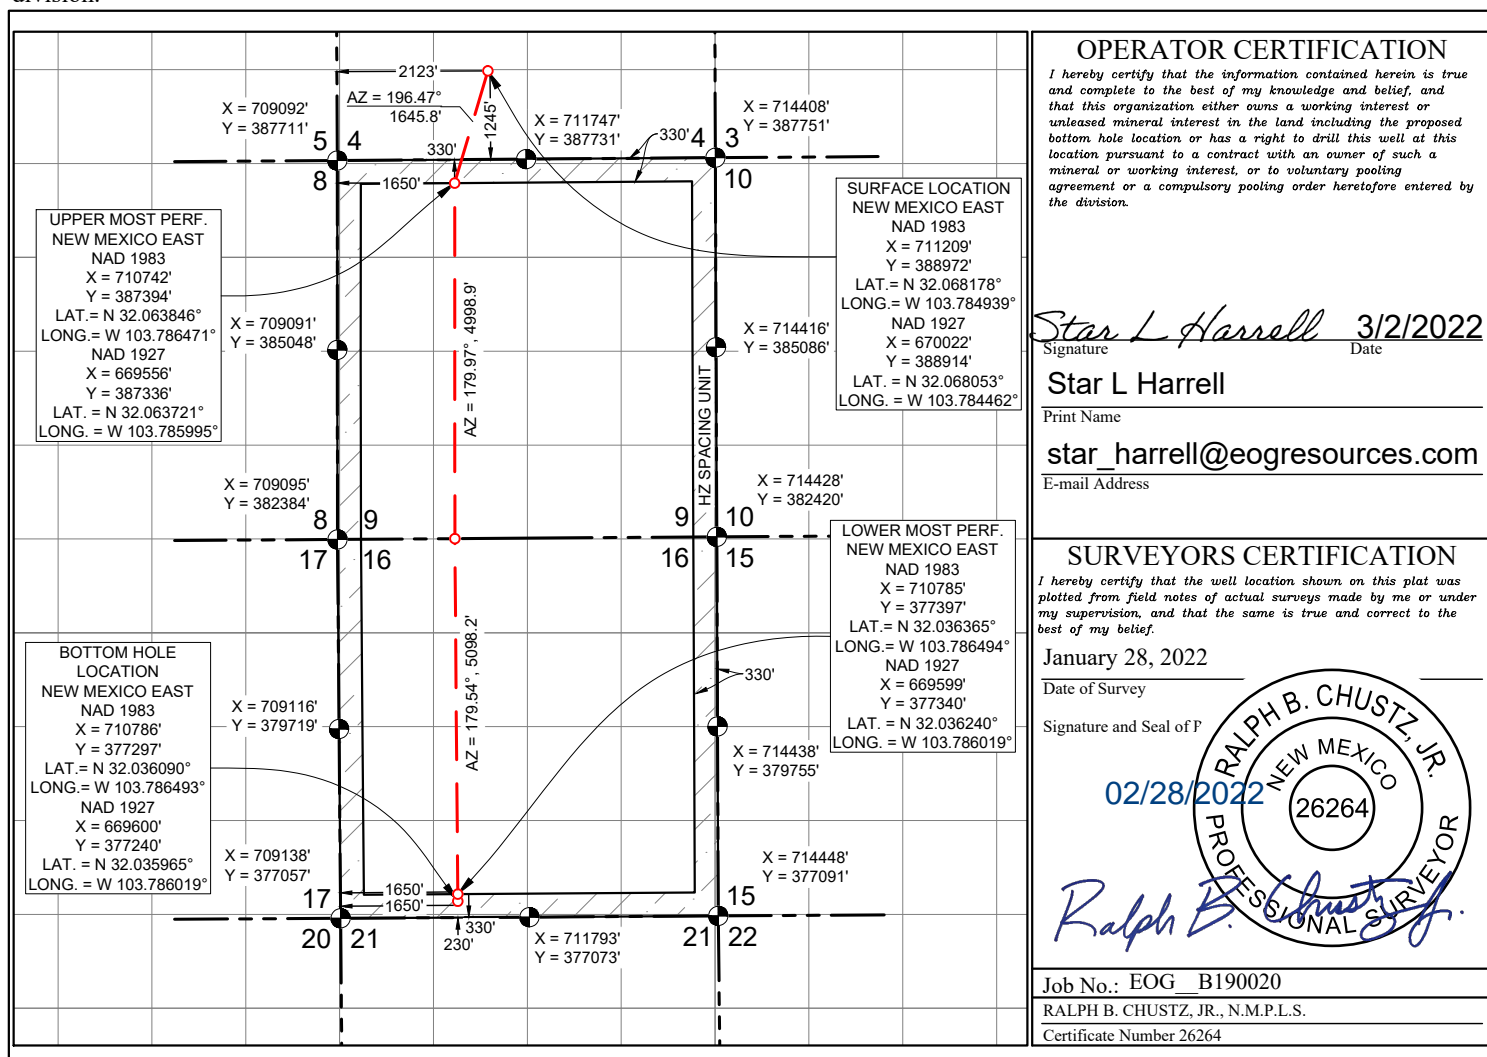 division.
2123'
AZ = 196.47°
1645.8'
1245'
X = 709092'
Y = 387711'
X = 711747'
Y = 387731'
X = 714408'
Y = 387751'
5 4
4 3
330'
330'
8
10
1650'
UPPER MOST PERF.
NEW MEXICO EAST
NAD 1983
X = 710742'
Y = 387394'
LAT.= N 32.063846°
LONG.= W 103.786471°
NAD 1927
X = 669556'
Y = 387336'
LAT. = N 32.063721°
LONG. = W 103.785995°
SURFACE LOCATION
NEW MEXICO EAST
NAD 1983
X = 711209'
Y = 388972'
LAT.= N 32.068178°
LONG.= W 103.784939°
NAD 1927
X = 670022'
Y = 388914'
LAT. = N 32.068053°
LONG. = W 103.784462°
X = 709091'
Y = 385048'
X = 714416'
Y = 385086'
AZ = 179.97°, 4998.9'
HZ SPACING UNIT
X = 709095'
Y = 382384'
X = 714428'
Y = 382420'
8 9
9 10
17 16
16 15
LOWER MOST PERF.
NEW MEXICO EAST
NAD 1983
X = 710785'
Y = 377397'
LAT.= N 32.036365°
LONG.= W 103.786494°
NAD 1927
X = 669599'
Y = 377340'
LAT. = N 32.036240°
LONG. = W 103.786019°
BOTTOM HOLE
LOCATION
NEW MEXICO EAST
NAD 1983
X = 710786'
Y = 377297'
LAT.= N 32.036090°
LONG.= W 103.786493°
NAD 1927
X = 669600'
Y = 377240'
LAT. = N 32.035965°
LONG. = W 103.786019°
AZ = 179.54°, 5098.2'
330'
X = 709116'
Y = 379719'
X = 714438'
Y = 379755'
X = 709138'
Y = 377057'
X = 714448'
Y = 377091'
1650'
1650'
17
15
20 21
21 22
330'
230'
X = 711793'
Y = 377073'
OPERATOR CERTIFICATION
I hereby certify that the information contained herein is true
and complete to the best of my knowledge and belief, and
that this organization either owns a working interest or
unleased mineral interest in the land including the proposed
bottom hole location or has a right to drill this well at this
location pursuant to a contract with an owner of such a
mineral or working interest, or to voluntary pooling
agreement or a compulsory pooling order heretofore entered by
the division.
Star L Harrell 3/2/2022
Signature Date
Star L Harrell
Print Name
star_harrell@eogresources.com
E-mail Address
SURVEYORS CERTIFICATION
I hereby certify that the well location shown on this plat was
plotted from field notes of actual surveys made by me or under
my supervision, and that the same is true and correct to the
best of my belief.
January 28, 2022
Date of Survey
Signature and Seal of P
02/28/2022
RALPH B. CHUSTZ, JR.
NEW MEXICO
26264
PROFESSIONAL SURVEYOR
Ralph B. Chustz Jr.
Job No.: EOG__B190020
RALPH B. CHUSTZ, JR., N.M.P.L.S.
Certificate Number 26264